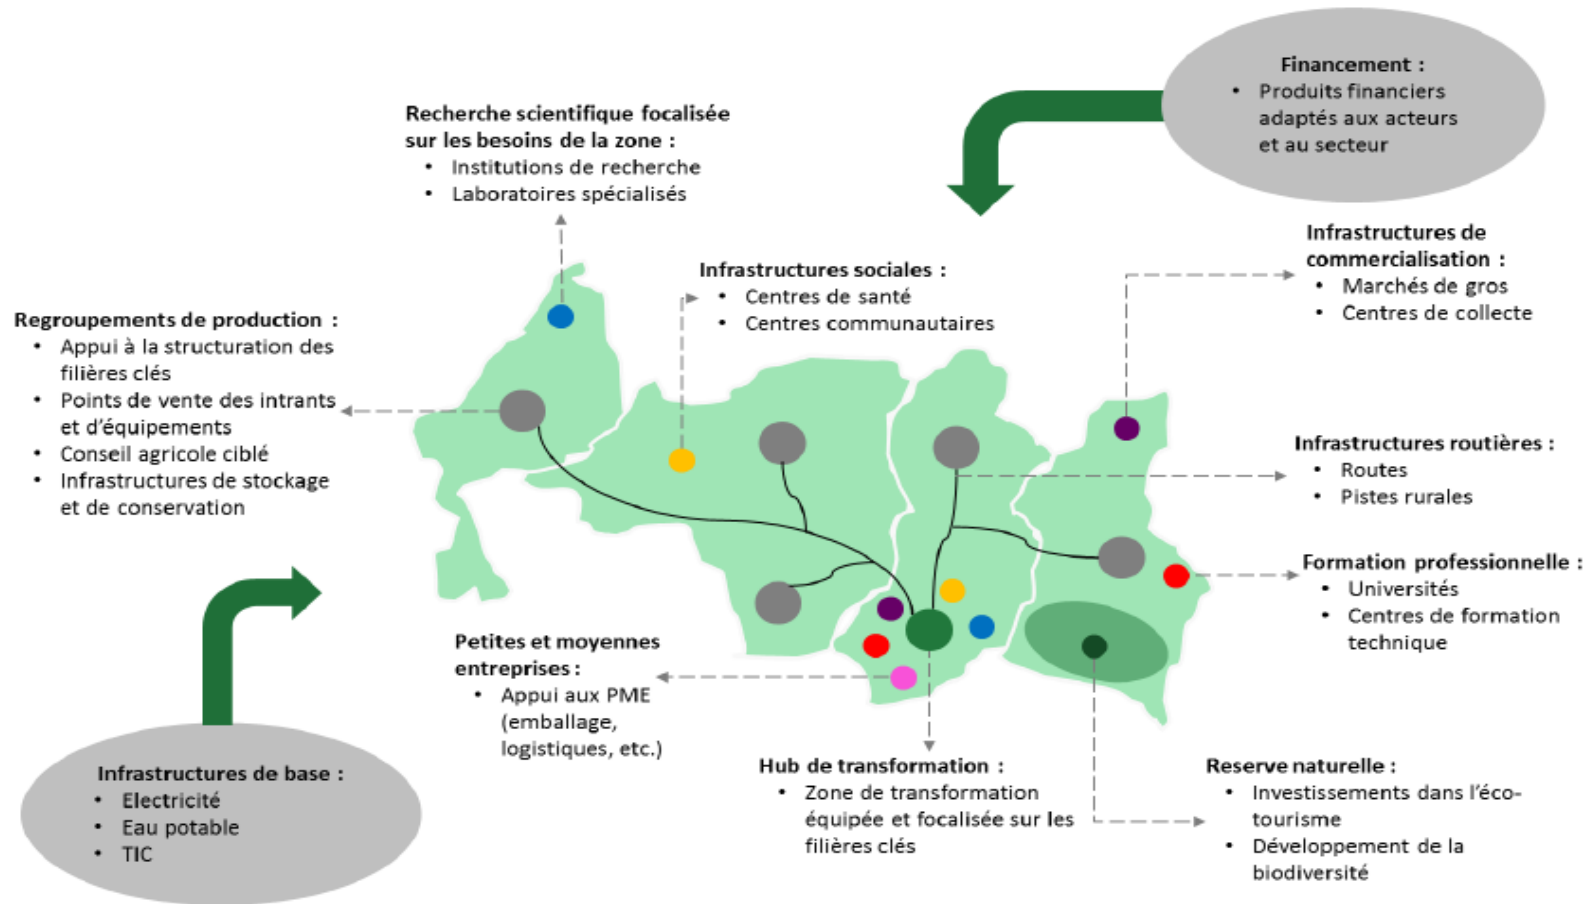 Financement :
• Produits financiers
adaptés aux acteurs
et au secteur
Recherche scientifique focalisée
sur les besoins de la zone :
• Institutions de recherche
• Laboratoires spécialisés
Infrastructures de
commercialisation :
• Marchés de gros
• Centres de collecte
Infrastructures sociales :
• Centres de santé
• Centres communautaires
Regroupements de production :
• Appui à la structuration des
filières clés
• Points de vente des intrants
et d'équipements
• Conseil agricole ciblé
• Infrastructures de stockage
et de conservation
Infrastructures routières :
• Routes
• Pistes rurales
Formation professionnelle :
• Universités
• Centres de formation
technique
Petites et moyennes
entreprises :
• Appui aux PME
(emballage,
logistiques, etc.)
Infrastructures de base :
• Electricité
• Eau potable
• TIC
Hub de transformation :
• Zone de transformation
équipée et focalisée sur les
filières clés
Reserve naturelle :
• Investissements dans l'éco-
tourisme
• Développement de la
biodiversité